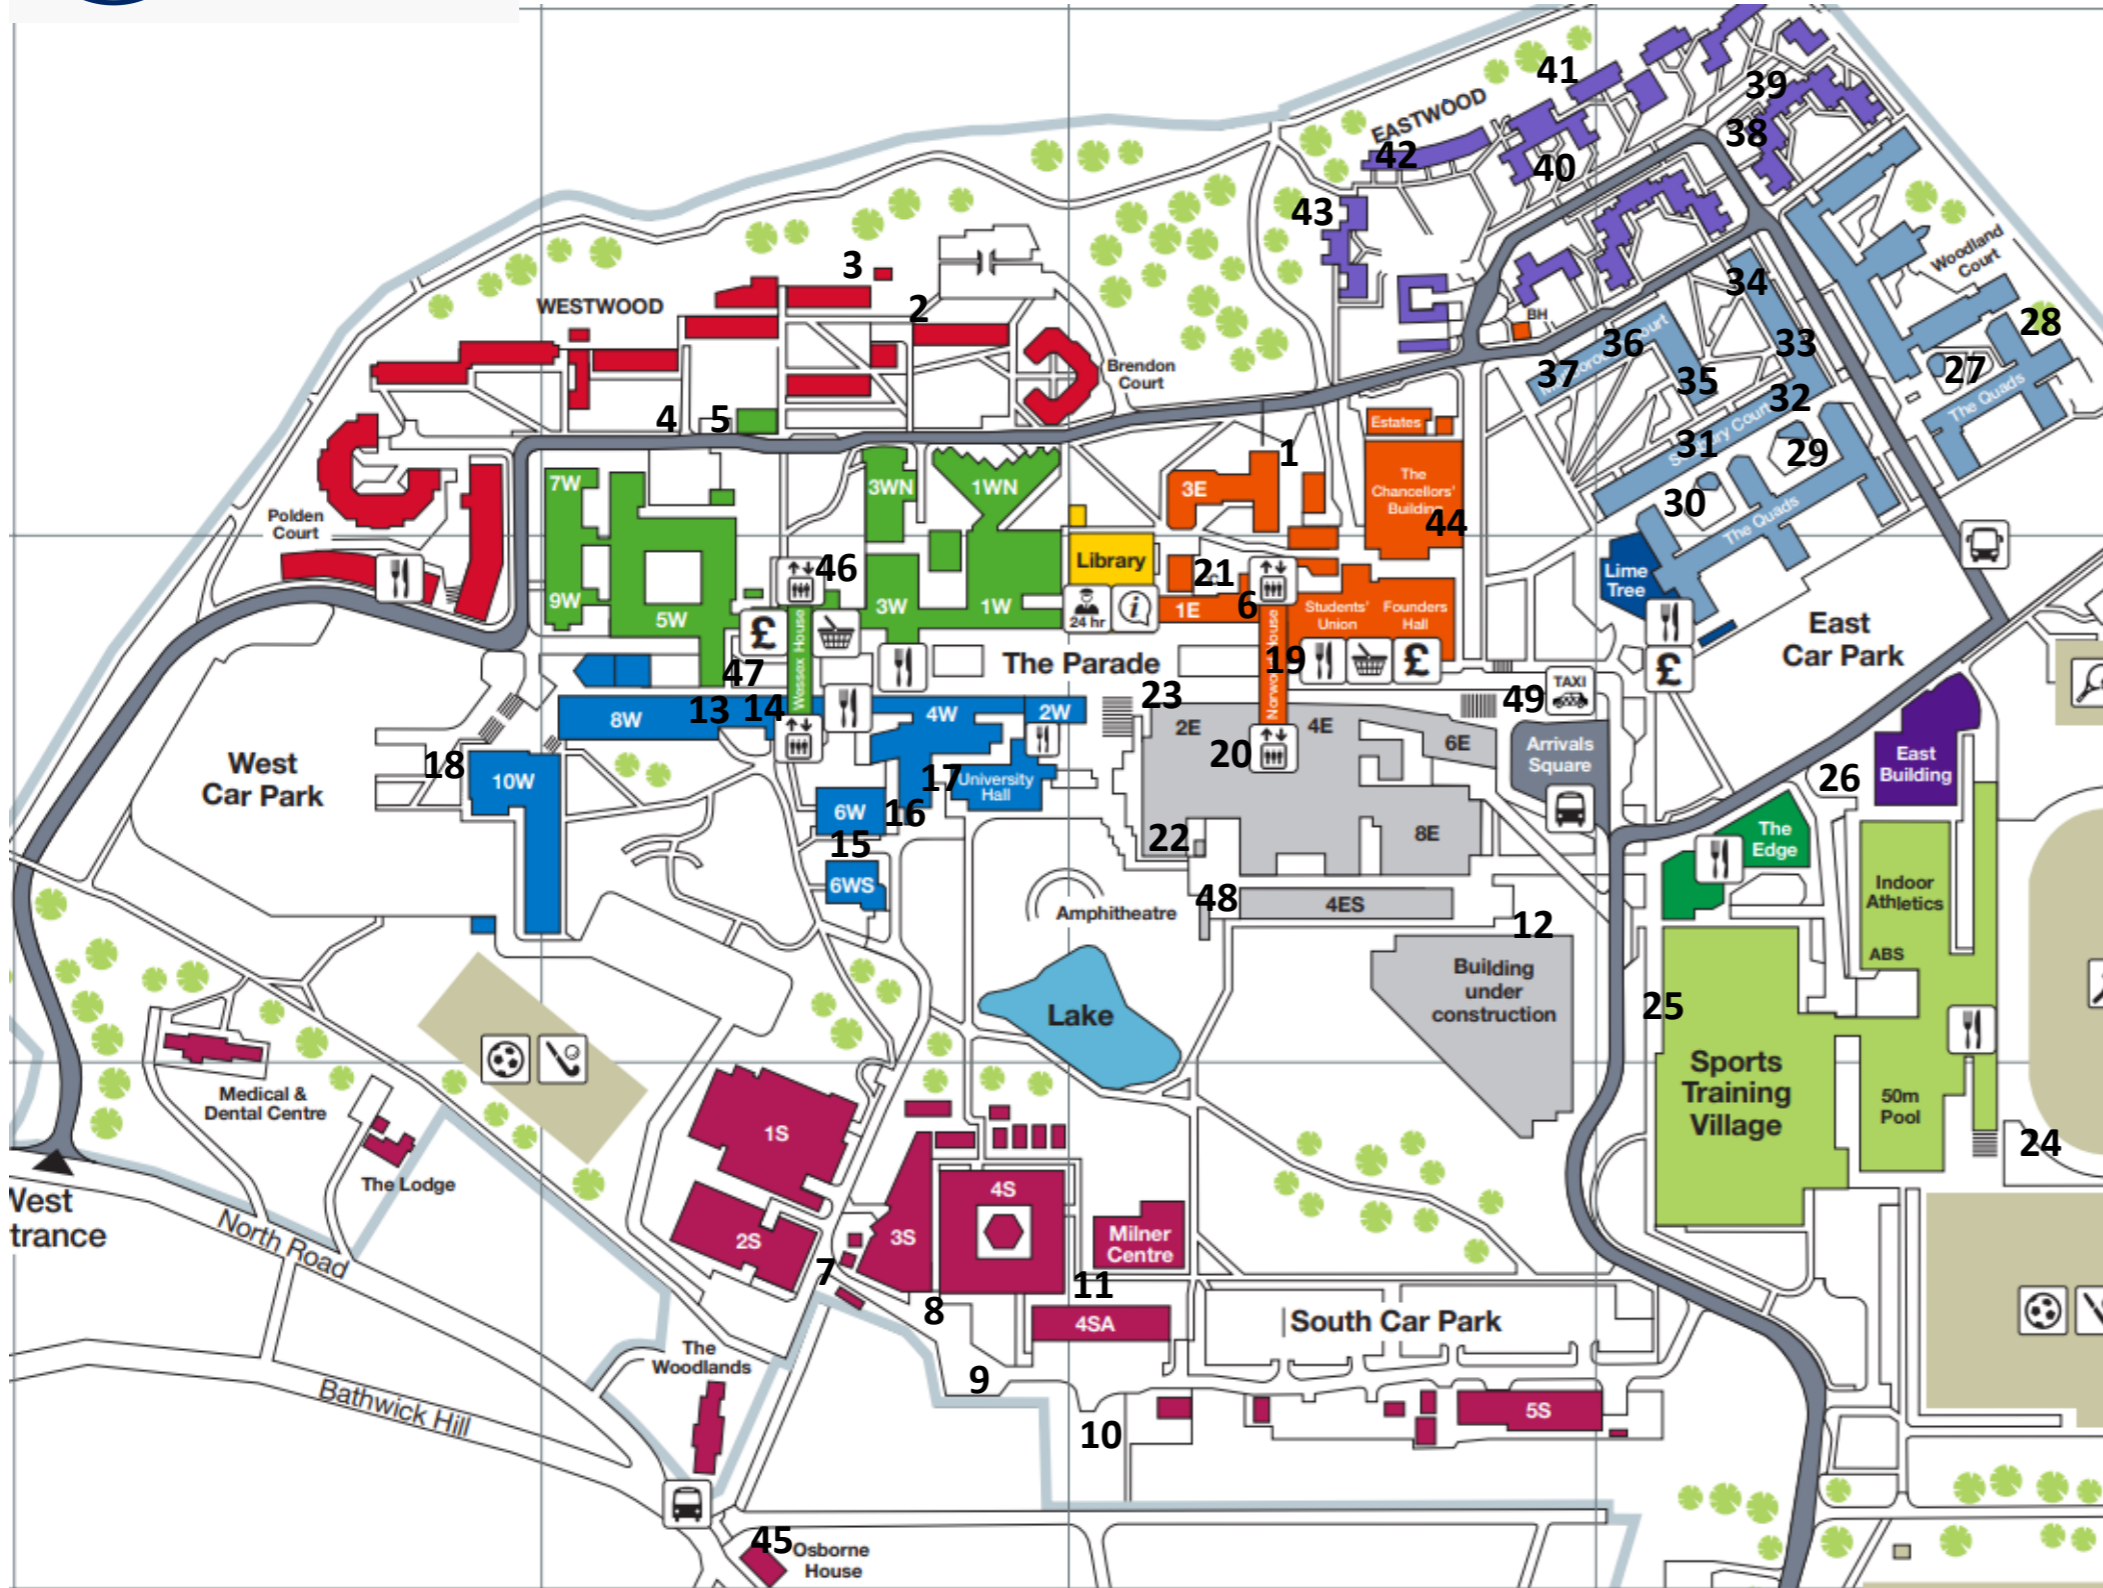 41
39
EASTWOOD
38
42
40
43
Woodland
Court
3
34
WESTWOOD
2
BH
28
36
33
Brendon
Court
37
27
35
The Quads
32
4
5
Estates
31
1
29
The
Chancellors'
Building
7W
3WN
1WN
3E
30
Polden
Court
44
The Quads
Library
46
21
Lime
Tree
9W
5W
3W
1W
24 hr
i
1E
6
Students'
Union
Founders
Hall
£
Wessex House
East
Car Park
The Parade
19
£
£
47
23
49
TAXI
8W
13
14
4W
2W
2E
4E
6E
Arrivals
Square
20
East
Building
West
Car Park
18
10W
17
University
Hall
26
6W
16
The
Edge
15
22
8E
6WS
48
4ES
Indoor
Athletics
Amphitheatre
12
ABS
Building
under
construction
Lake
25
Sports
Training
Village
50m
Pool
Medical &
Dental Centre
1S
24
The Lodge
4S
West
trance
North Road
2S
3S
Milner
Centre
7
11
8
4SA
South Car Park
The
Woodlands
9
Bathwick Hill
5S
10
45
Osborne
House